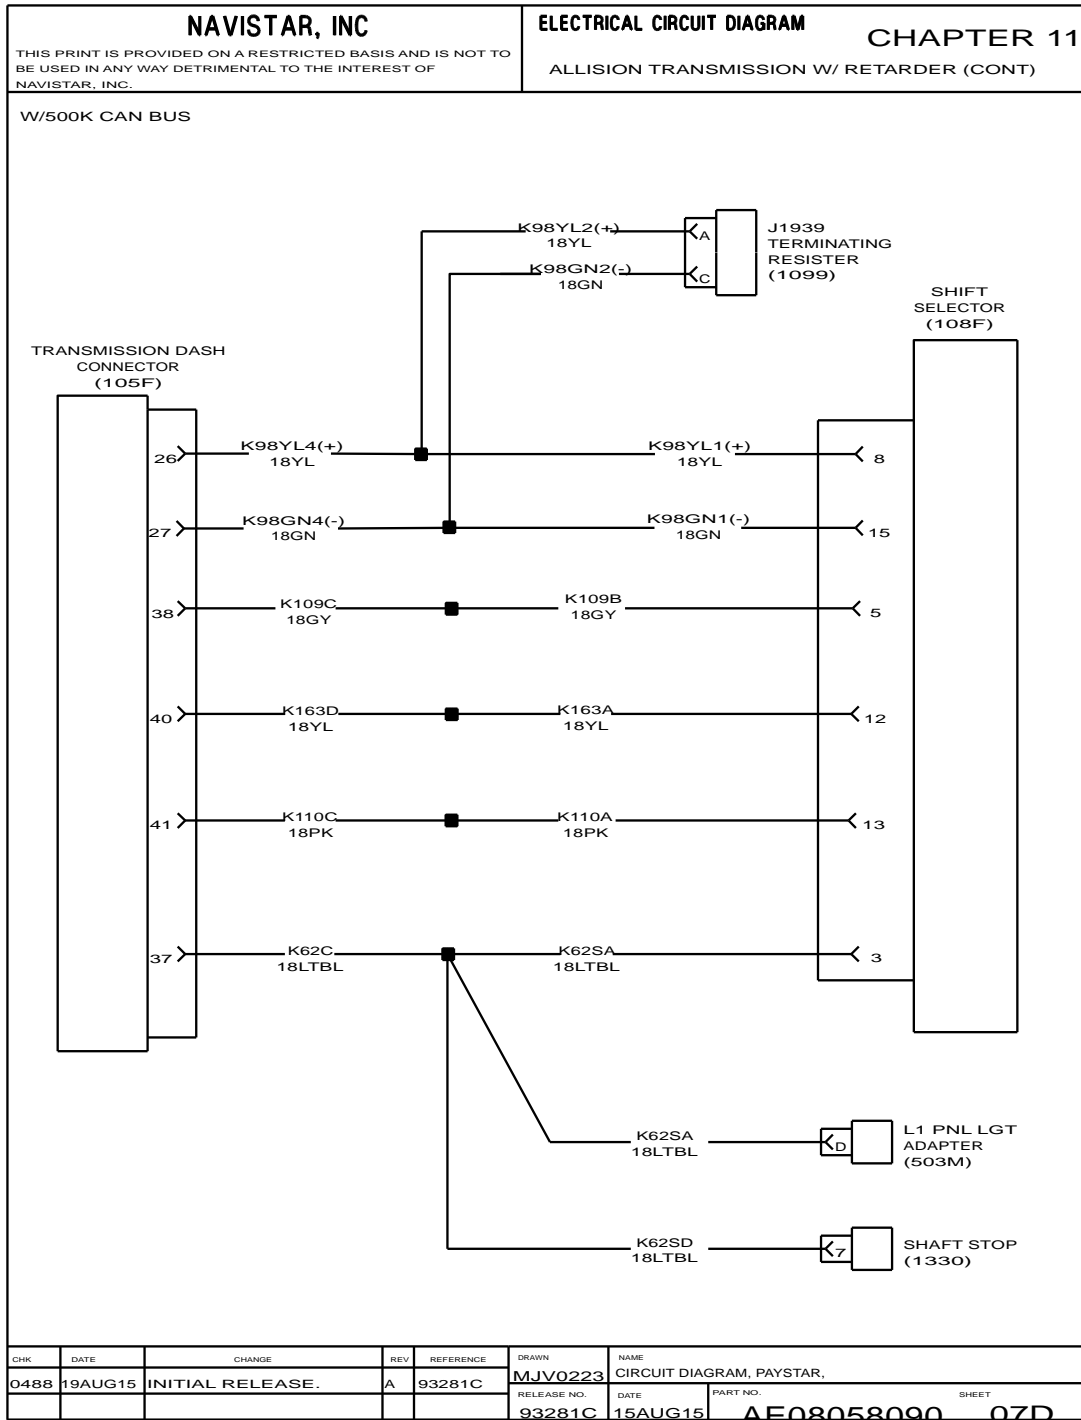 NAVISTAR, INC
THIS PRINT IS PROVIDED ON A RESTRICTED BASIS AND IS NOT TO
BE USED IN ANY WAY DETRIMENTAL TO THE INTEREST OF
NAVISTAR, INC.
ELECTRICAL CIRCUIT DIAGRAM
CHAPTER 11
ALLISION TRANSMISSION W/ RETARDER (CONT)
W/500K CAN BUS
K98YL2(+)
18YL
A
K98GN2(-)
18GN
C
J1939
TERMINATING
RESISTER
(1099)
SHIFT
SELECTOR
(108F)
TRANSMISSION DASH
CONNECTOR
(105F)
26
K98YL4(+)
18YL
K98YL1(+)
18YL
8
27
K98GN4(-)
18GN
K98GN1(-)
18GN
15
38
K109C
18GY
K109B
18GY
5
40
K163D
18YL
K163A
18YL
12
41
K110C
18PK
K110A
18PK
13
37
K62C
18LTBL
K62SA
18LTBL
3
K62SA
18LTBL
D
L1 PNL LGT
ADAPTER
(503M)
K62SD
18LTBL
7
SHAFT STOP
(1330)
CHK DATE CHANGE REV REFERENCE
0488 19AUG15 INITIAL RELEASE. A 93281C
DRAWN
MJV0223
NAME
CIRCUIT DIAGRAM, PAYSTAR,
RELEASE NO.
93281C
DATE
15AUG15
PART NO.
AE08058090
SHEET
07D